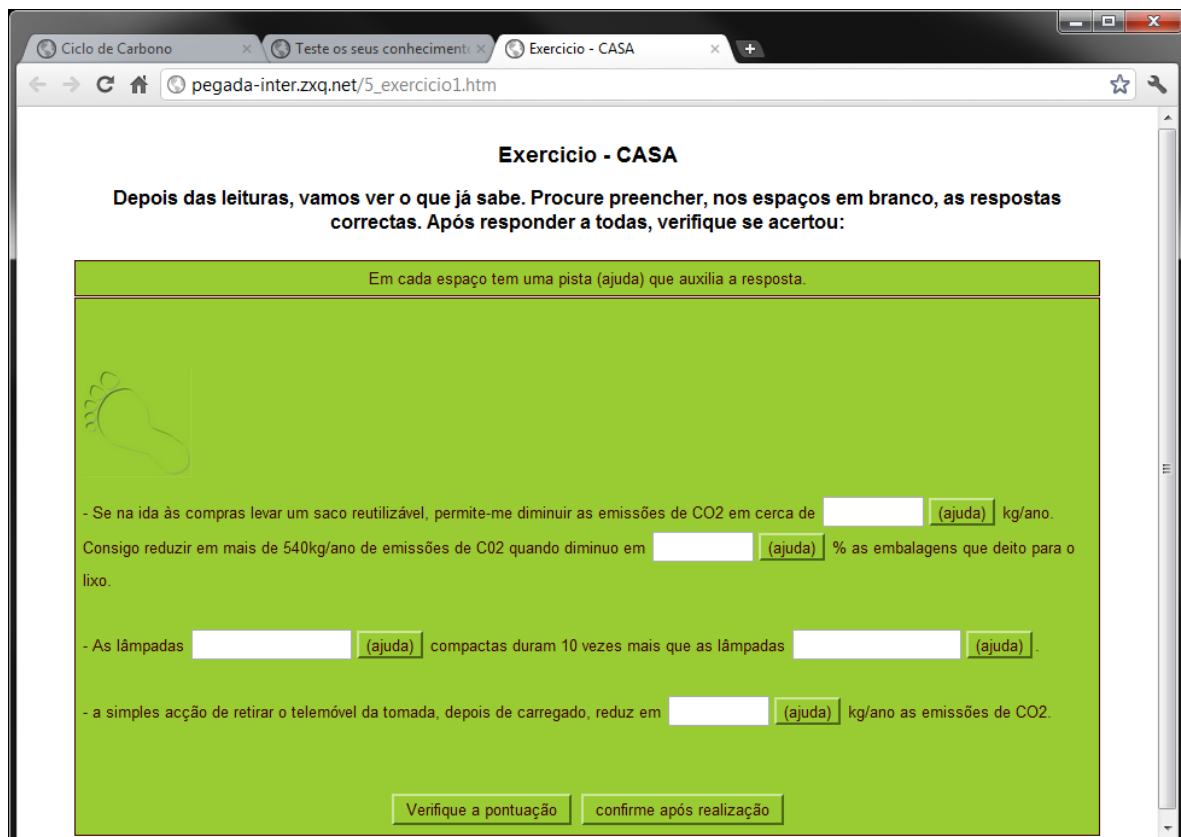 Ciclo de Carbono
Teste os seus conheciment
Exercicio - CASA
pegada-inter.zxq.net/5_exercicio1.htm
Exercicio - CASA
Depois das leituras, vamos ver o que já sabe. Procure preencher, nos espaços em branco, as respostas
correctas. Após responder a todas, verifique se acertou:
Em cada espaço tem uma pista (ajuda) que auxilia a resposta.
- Se na ida às compras levar um saco reutilizável, permite-me diminuir as emissões de CO2 em cerca de (ajuda) kg/ano.
Consigo reduzir em mais de 540kg/ano de emissões de C02 quando diminuo em (ajuda) % as embalagens que deito para o
lixo.
- As lâmpadas (ajuda) compactas duram 10 vezes mais que as lâmpadas (ajuda) .
- a simples acção de retirar o telemóvel da tomada, depois de carregado, reduz em (ajuda) kg/ano as emissões de CO2.
Verifique a pontuação confirme após realização